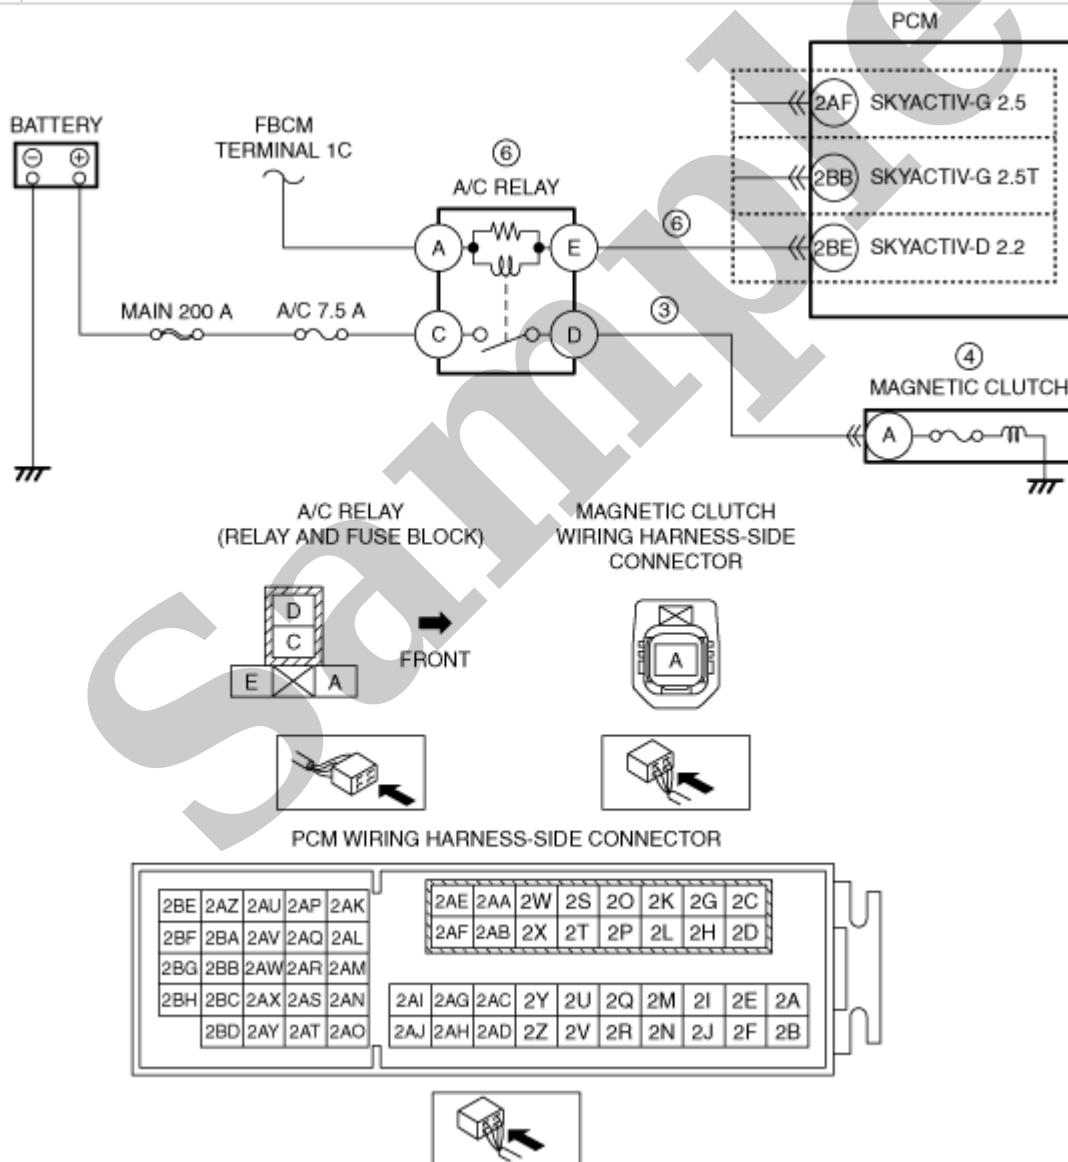 PCM
2AF SKYACTIV-G 2.5
2BB SKYACTIV-G 2.5T
2BE SKYACTIV-D 2.2
BATTERY
− +
FBCM
TERMINAL 1C
⑥
A/C RELAY
A
E
⑥
MAIN 200 A
A/C 7.5 A
C
D
③
④
MAGNETIC CLUTCH
A
A/C RELAY
(RELAY AND FUSE BLOCK)
D
C
E
A
FRONT
MAGNETIC CLUTCH
WIRING HARNESS-SIDE
CONNECTOR
A
PCM WIRING HARNESS-SIDE CONNECTOR
2BE 2AZ 2AU 2AP 2AK
2BF 2BA 2AV 2AQ 2AL
2BG 2BB 2AW 2AR 2AM
2BH 2BC 2AX 2AS 2AN
2BD 2AY 2AT 2AO
2AE 2AA 2W 2S 2O 2K 2G 2C
2AF 2AB 2X 2T 2P 2L 2H 2D
2AI 2AG 2AC 2Y 2U 2Q 2M 2I 2E 2A
2AJ 2AH 2AD 2Z 2V 2R 2N 2J 2F 2B
Sample